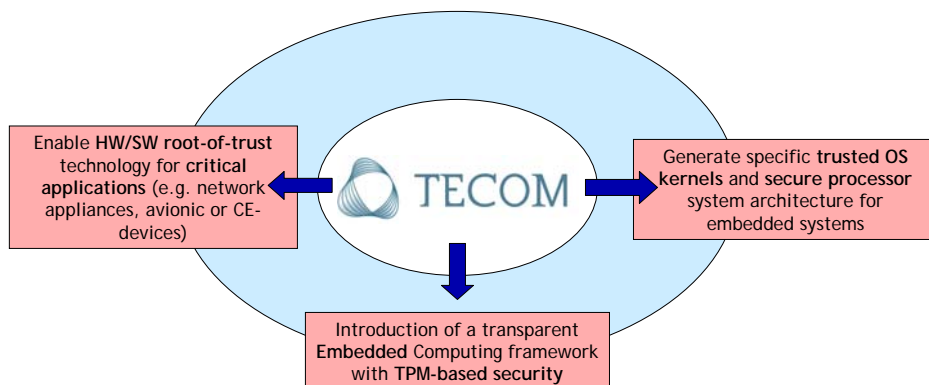 Enable HW/SW root-of-trust
technology for critical
applications (e.g. network
appliances, avionic or CE-
devices)
TECOM
Generate specific trusted OS
kernels and secure processor
system architecture for
embedded systems
Introduction of a transparent
Embedded Computing framework
with TPM-based security